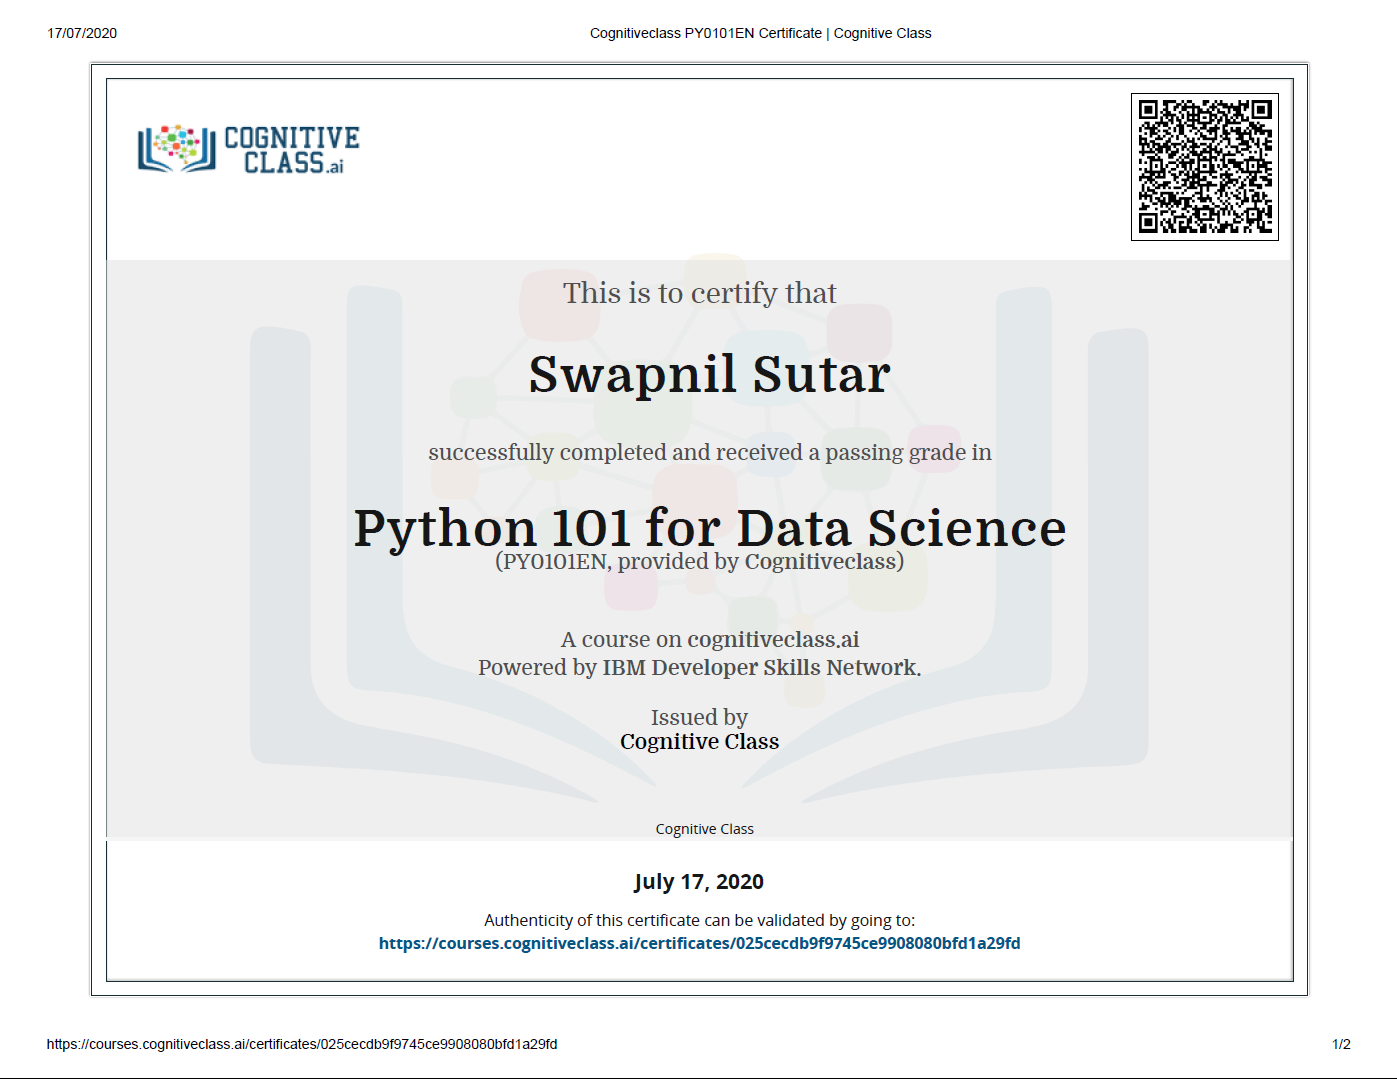 17/07/2020
Cognitiveclass PY0101EN Certificate | Cognitive Class
COGNITIVE
CLASS.ai
This is to certify that
Swapnil Sutar
successfully completed and received a passing grade in
Python 101 for Data Science
(PY0101EN, provided by Cognitiveclass)
A course on cognitiveclass.ai
Powered by IBM Developer Skills Network.
Issued by
Cognitive Class
Cognitive Class
July 17, 2020
Authenticity of this certificate can be validated by going to:
https://courses.cognitiveclass.ai/certificates/025cecdb9f9745ce9908080bfd1a29fd
https://courses.cognitiveclass.ai/certificates/025cecdb9f9745ce9908080bfd1a29fd
1/2